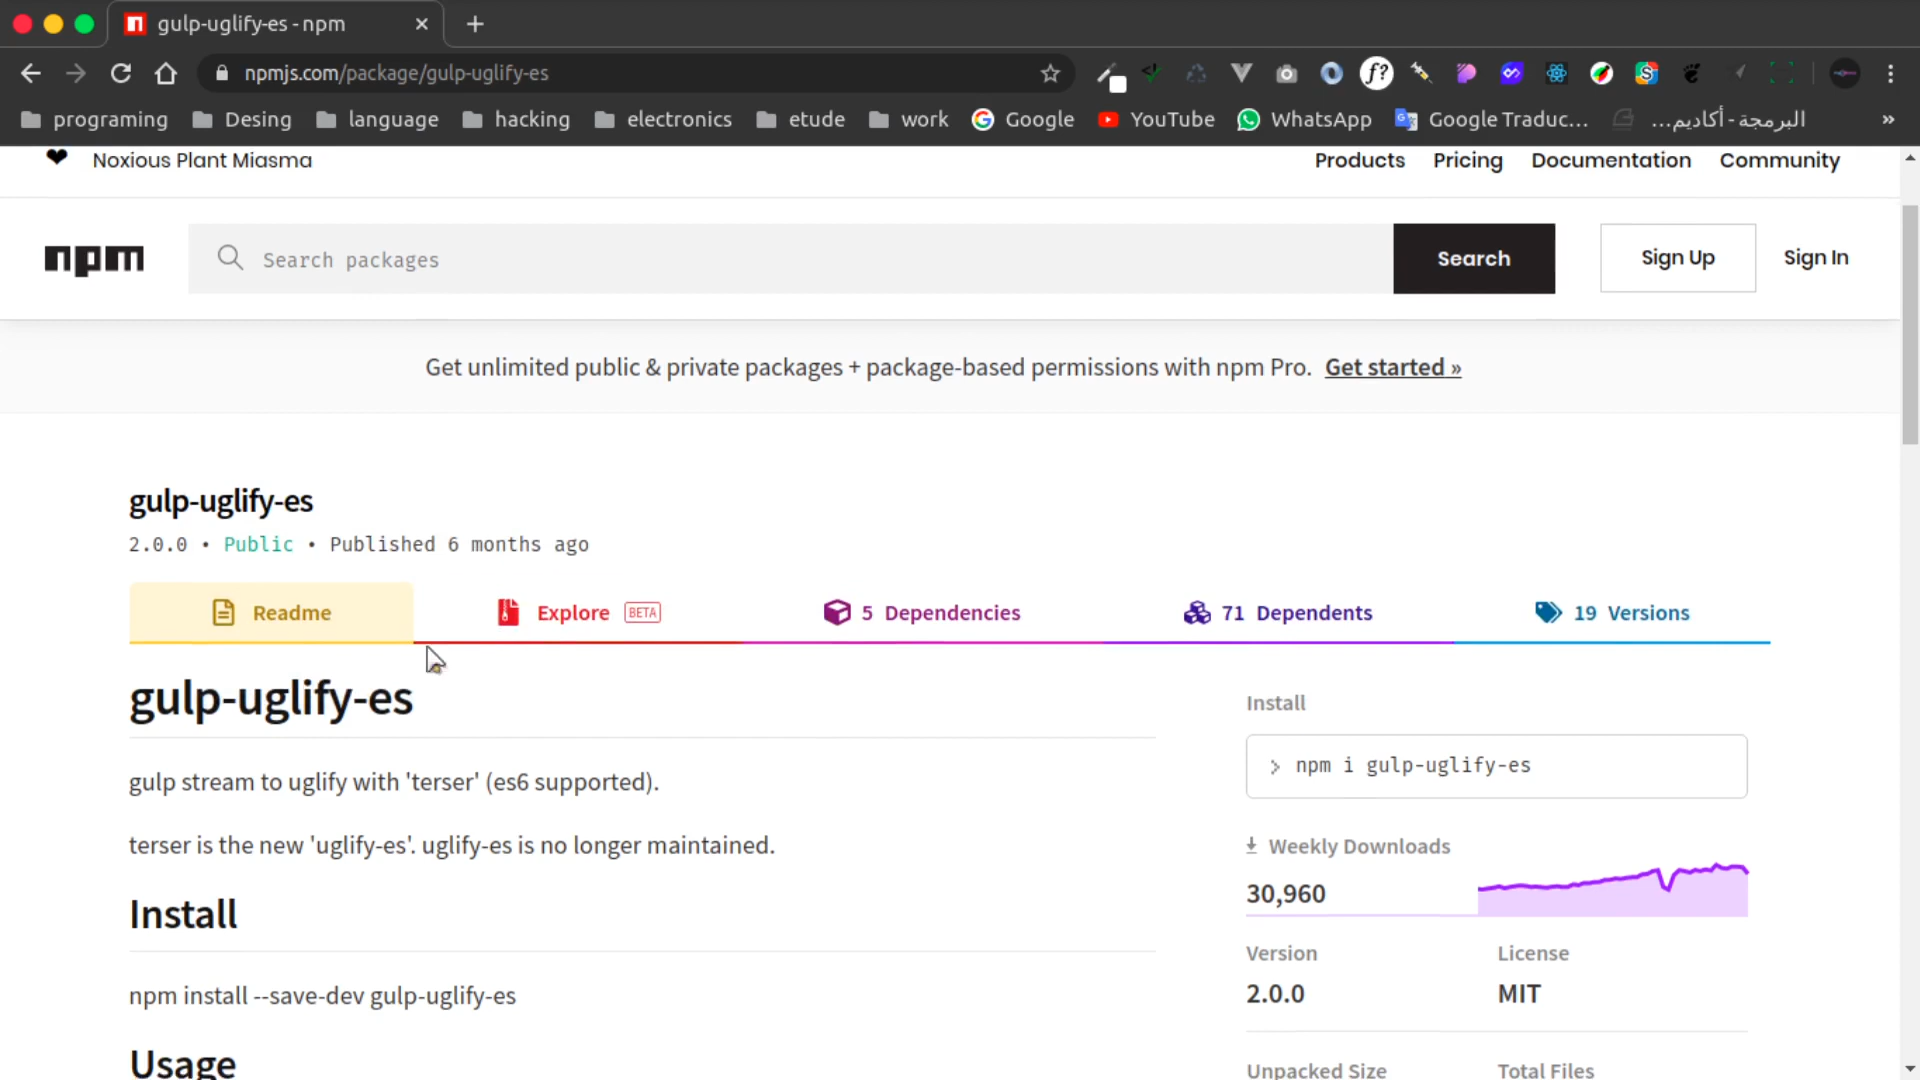 gulp-uglify-es - npm
npmjs.com/package/gulp-uglify-es
f?
programing
Desing
language
hacking
electronics
etude
work
Google
YouTube
WhatsApp
Google Traduc...
البرمجة - أكاديم...
»
Noxious Plant Miasma
Products
Pricing
Documentation
Community
npm
Search packages
Search
Sign Up
Sign In
Get unlimited public & private packages + package-based permissions with npm Pro. Get started »
gulp-uglify-es
2.0.0 • Public • Published 6 months ago
Readme
Explore BETA
5 Dependencies
71 Dependents
19 Versions
gulp-uglify-es
gulp stream to uglify with 'terser' (es6 supported).
terser is the new 'uglify-es'. uglify-es is no longer maintained.
Install
npm install --save-dev gulp-uglify-es
Usage
Install
> npm i gulp-uglify-es
Weekly Downloads
30,960
Version
License
2.0.0
MIT
Unpacked Size
Total Files